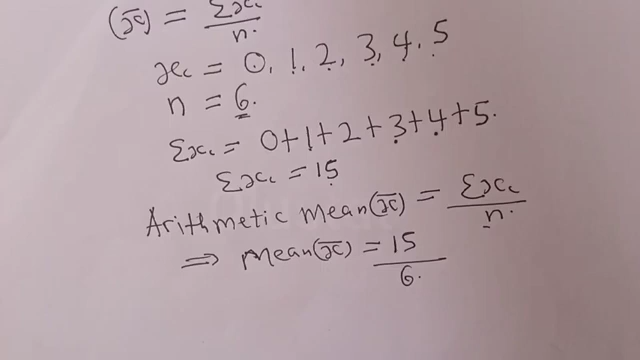 (x̄) = Σxᵢ/n.
xᵢ = 0, 1, 2, 3, 4, 5
n = 6.
Σxᵢ = 0+1+2+3+4+5.
Σxᵢ = 15
Arithmetic mean(x̄) = Σxᵢ/n.
⇒ mean(x̄) = 15/6.